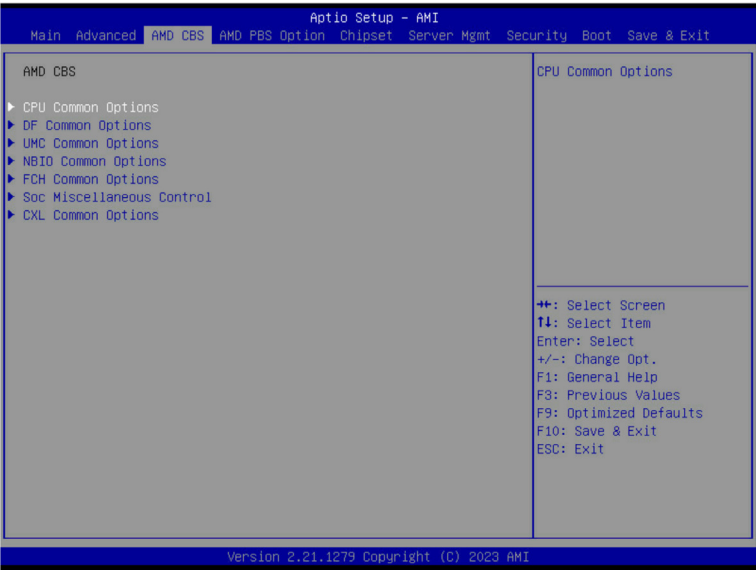 Aptio Setup – AMI
Main Advanced AMD CBS AMD PBS Option Chipset Server Mgmt Security Boot Save & Exit
AMD CBS
CPU Common Options
DF Common Options
UMC Common Options
NBIO Common Options
FCH Common Options
Soc Miscellaneous Control
CXL Common Options
CPU Common Options
→←: Select Screen
↑↓: Select Item
Enter: Select
+/-: Change Opt.
F1: General Help
F3: Previous Values
F9: Optimized Defaults
F10: Save & Exit
ESC: Exit
Version 2.21.1279 Copyright (C) 2023 AMI